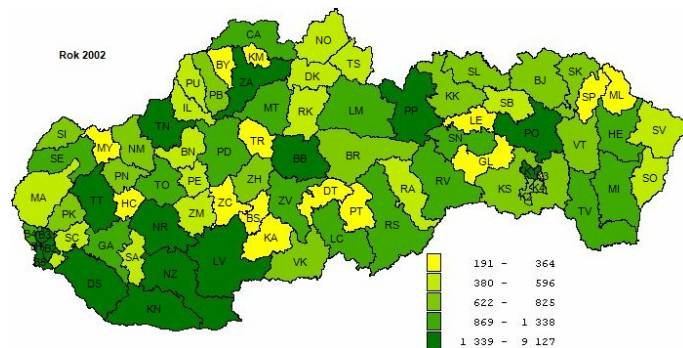 Rok 2002
CA
NO
BY
KM
TS
PU
PB
ZA
DK
IL
MT
RK
LM
PP
KK
SL
BJ
SK
SP
ML
SB
LE
PO
HE
SV
SI
MY
NM
TN
BN
PD
TR
BB
BR
SN
GL
VT
SO
SE
PN
TO
PE
ZH
RA
RV
KS
MI
MA
PK
TT
HC
ZM
ZC
BS
ZV
DT
PT
RS
TV
SC
GA
SA
NR
LV
KA
LC
VK
DS
NZ
KN
191 - 364
380 - 596
622 - 825
869 - 1 338
1 339 - 9 127